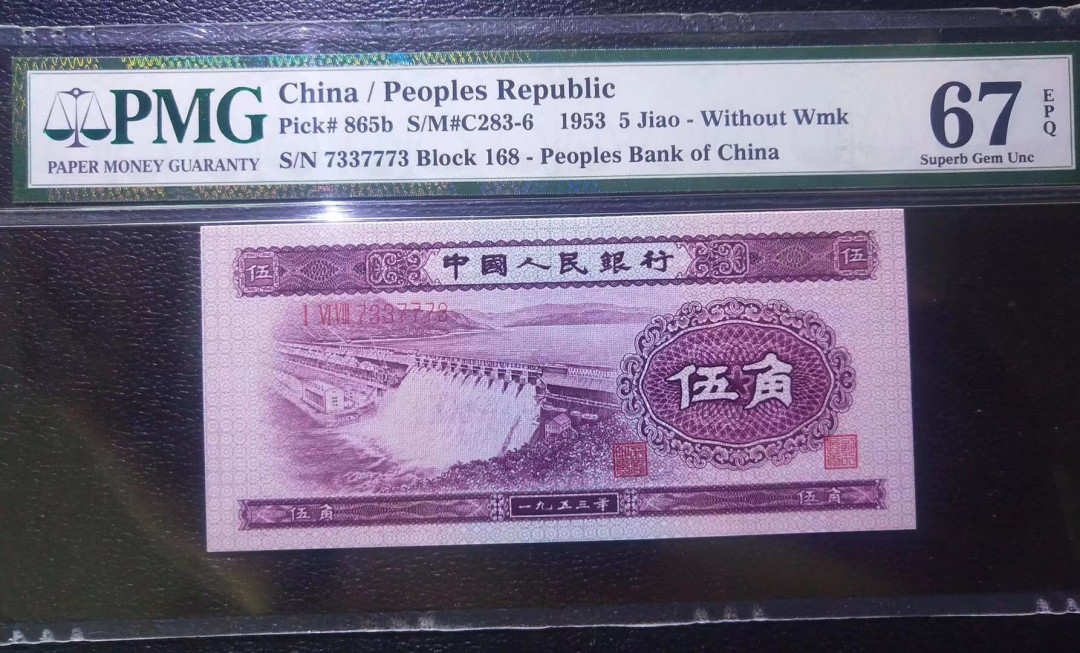 PMG
PAPER MONEY GUARANTY
China / Peoples Republic
Pick# 865b S/M#C283-6 1953 5 Jiao - Without Wmk
S/N 7337773 Block 168 - Peoples Bank of China
67
Superb Gem Unc
EPQ
伍 中國人民銀行 伍
I VI VIII 7337773
伍角
伍角 一九五三年 伍角